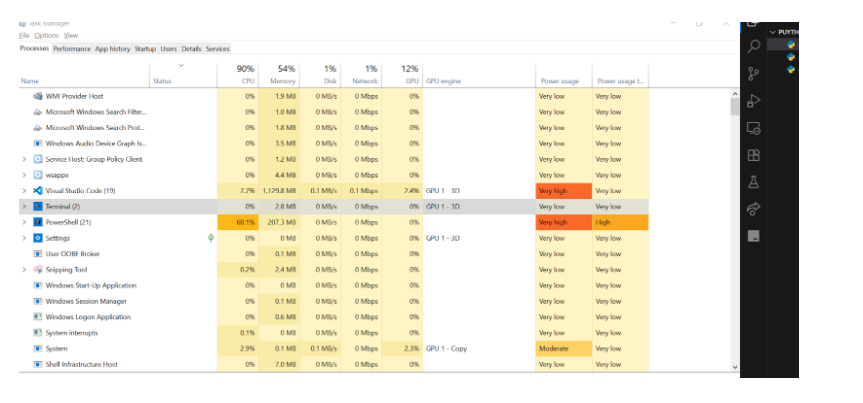 Task Manager
File Options View
Processes Performance App history Startup Users Details Services
90% 54% 1% 1% 12%
Name Status CPU Memory Disk Network GPU GPU engine Power usage Power usage t...
WMI Provider Host 0% 1.9 MB 0 MB/s 0 Mbps 0% Very low Very low
Microsoft Windows Search Filter... 0% 1.0 MB 0 MB/s 0 Mbps 0% Very low Very low
Microsoft Windows Search Prot... 0% 1.8 MB 0 MB/s 0 Mbps 0% Very low Very low
Windows Audio Device Graph Is... 0% 3.5 MB 0 MB/s 0 Mbps 0% Very low Very low
Service Host: Group Policy Client 0% 1.2 MB 0 MB/s 0 Mbps 0% Very low Very low
wsappx 0% 4.4 MB 0 MB/s 0 Mbps 0% Very low Very low
Visual Studio Code (19) 7.7% 1,129.8 MB 0.1 MB/s 0.1 Mbps 2.4% GPU 1 - 3D Very high Very low
Terminal (2) 0% 2.8 MB 0 MB/s 0 Mbps 0% GPU 1 - 3D Very low Very low
PowerShell (21) 60.1% 207.3 MB 0 MB/s 0 Mbps 0% Very high High
Settings 0% 0 MB 0 MB/s 0 Mbps 0% GPU 1 - 3D Very low Very low
User OOBE Broker 0% 0.1 MB 0 MB/s 0 Mbps 0% Very low Very low
Snipping Tool 0.2% 2.4 MB 0 MB/s 0 Mbps 0% Very low Very low
Windows Start-Up Application 0% 0 MB 0 MB/s 0 Mbps 0% Very low Very low
Windows Session Manager 0% 0.1 MB 0 MB/s 0 Mbps 0% Very low Very low
Windows Logon Application 0% 0.6 MB 0 MB/s 0 Mbps 0% Very low Very low
System interrupts 0.1% 0 MB 0 MB/s 0 Mbps 0% Very low Very low
System 2.9% 0.1 MB 0.1 MB/s 0 Mbps 2.3% GPU 1 - Copy Moderate Very low
Shell Infrastructure Host 0% 7.0 MB 0 MB/s 0 Mbps 0% Very low Very low
PUYTH